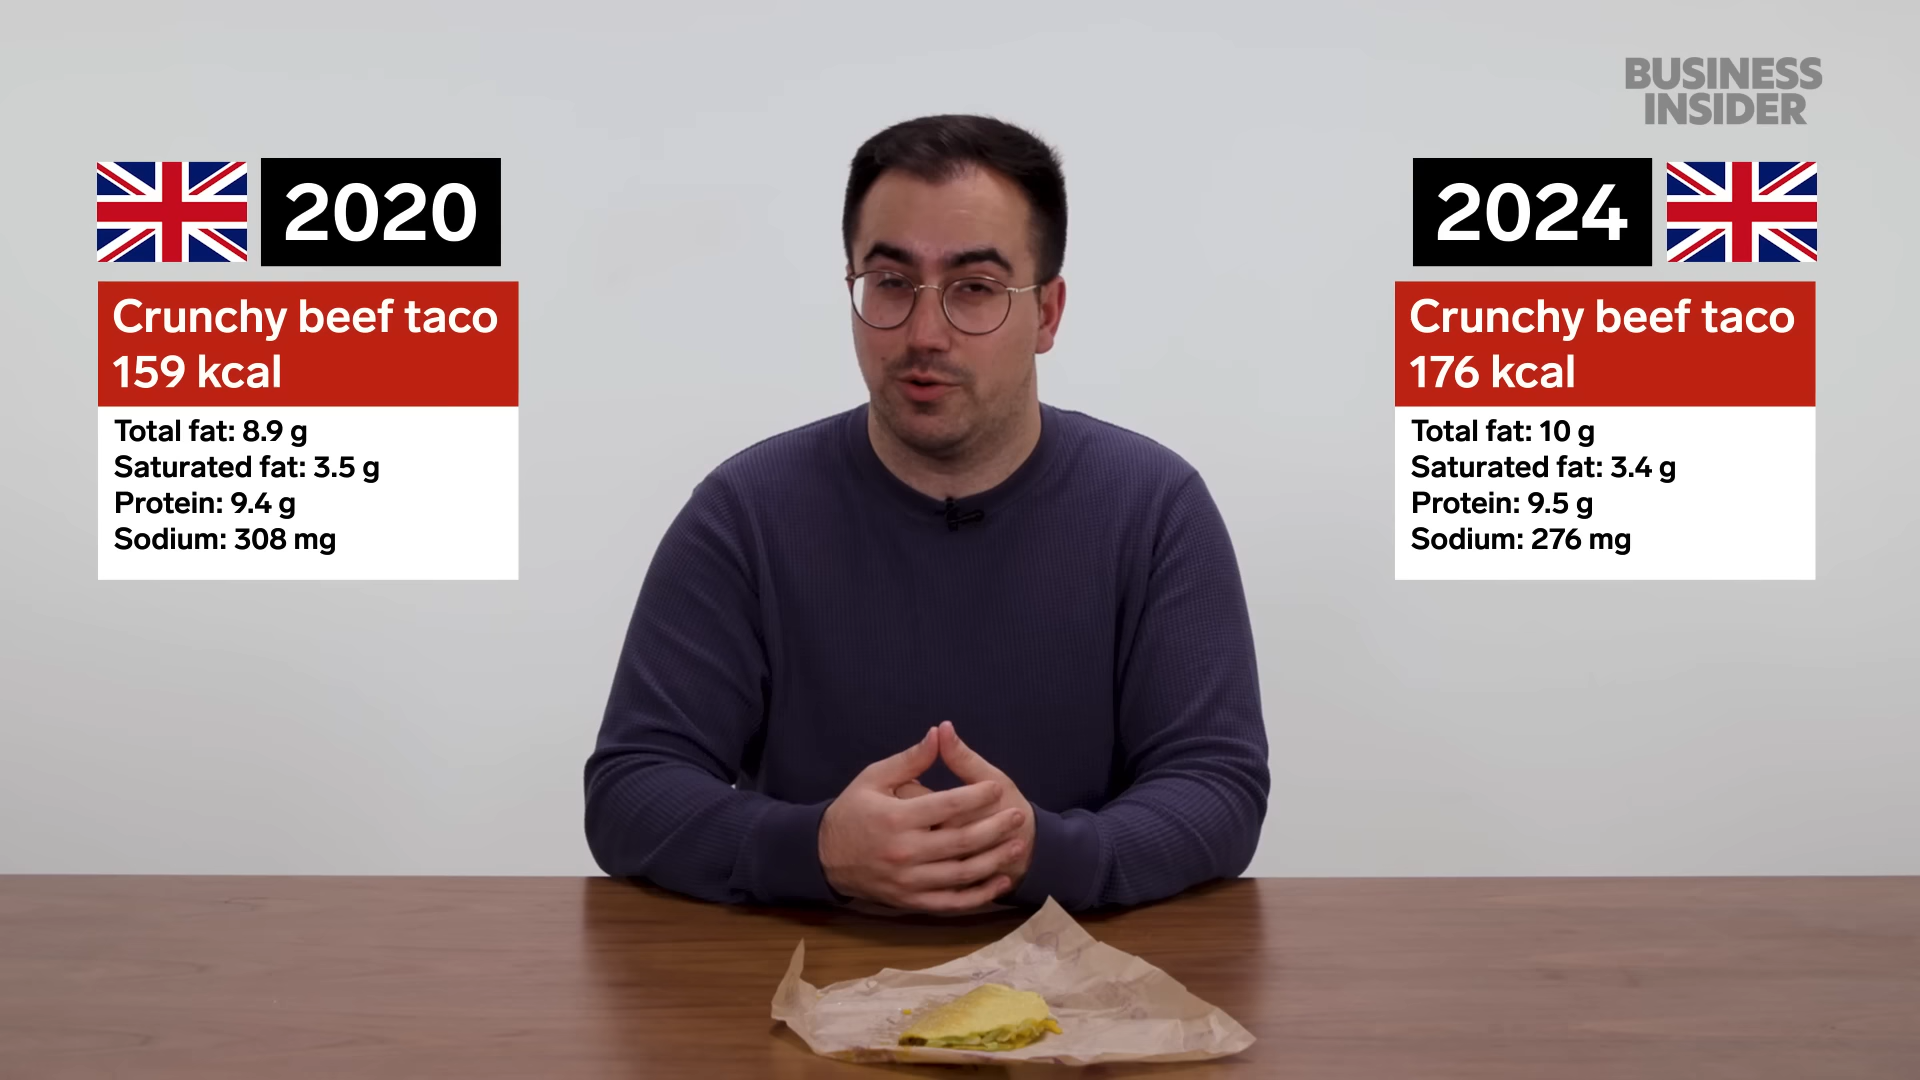 BUSINESS
INSIDER
2020
Crunchy beef taco
159 kcal
Total fat: 8.9 g
Saturated fat: 3.5 g
Protein: 9.4 g
Sodium: 308 mg
2024
Crunchy beef taco
176 kcal
Total fat: 10 g
Saturated fat: 3.4 g
Protein: 9.5 g
Sodium: 276 mg